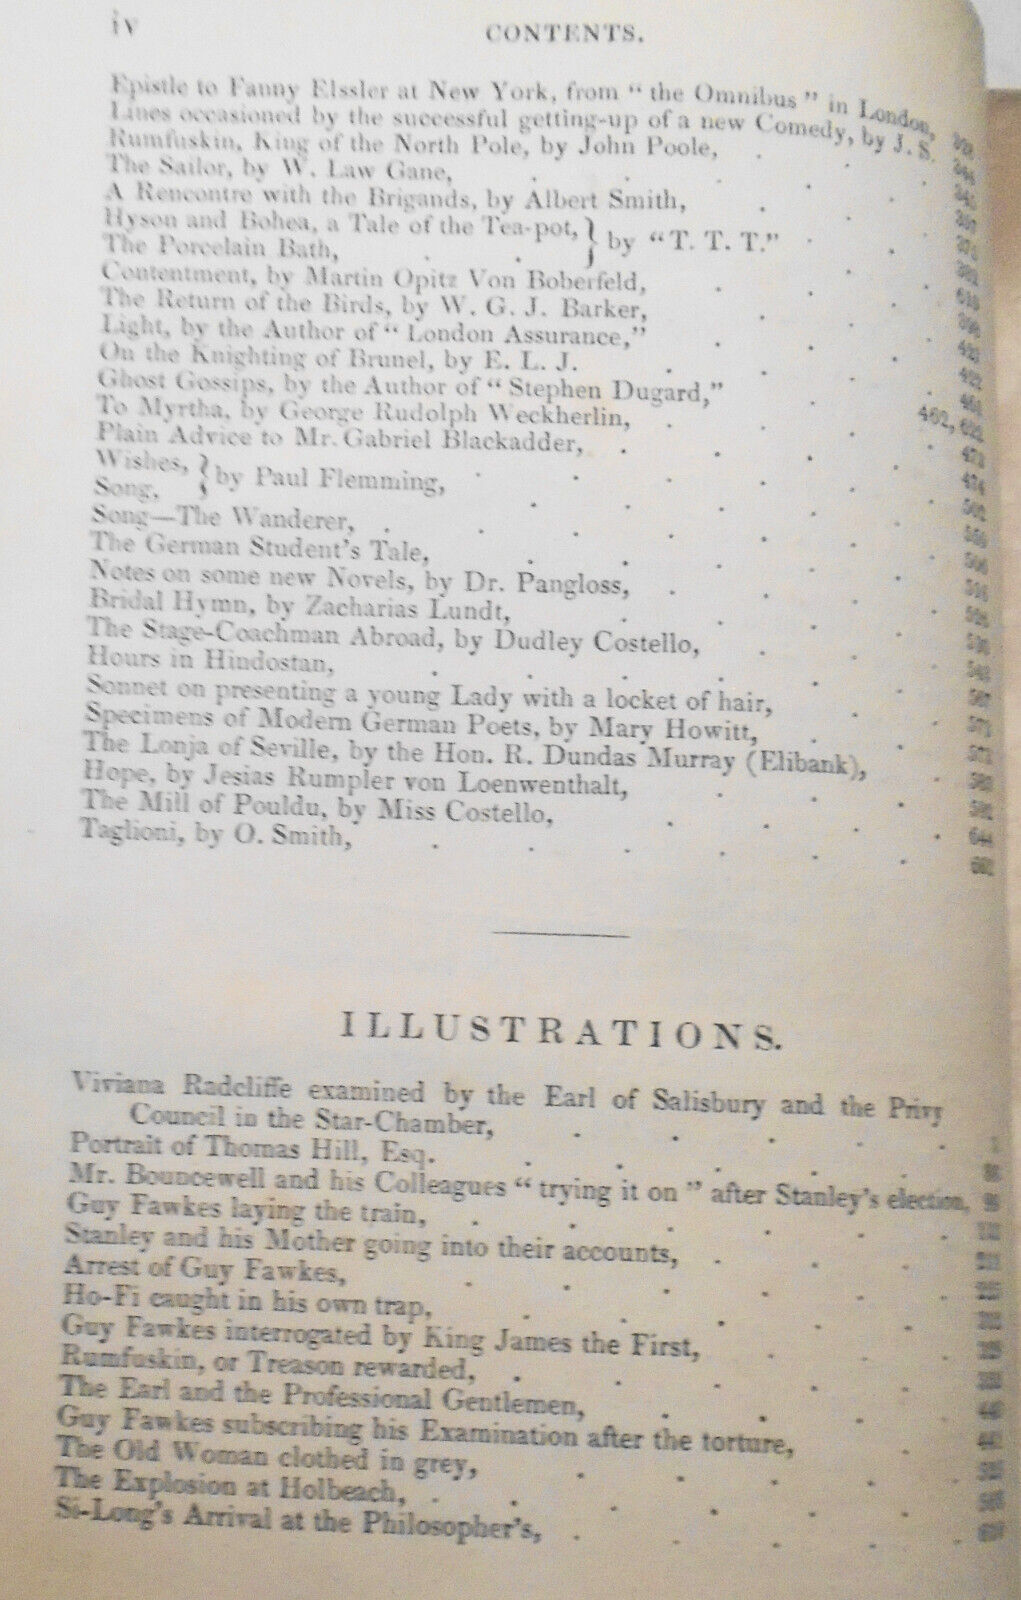 iv CONTENTS.
Epistle to Fanny Elssler at New York, from "the Omnibus" in London,
Lines occasioned by the successful getting-up of a new Comedy, by J. S. 344
Rumfuskin, King of the North Pole, by John Poole, 345
The Sailor, by W. Law Gane,
A Rencontre with the Brigands, by Albert Smith,
Hyson and Bohea, a Tale of the Tea-pot, } by "T. T. T."
The Porcelain Bath,
Contentment, by Martin Opitz Von Boberfeld,
The Return of the Birds, by W. G. J. Barker,
Light, by the Author of "London Assurance,"
On the Knighting of Brunel, by E. L. J.
Ghost Gossips, by the Author of "Stephen Dugard," 462, 622
To Myrtha, by George Rudolph Weckherlin, 473
Plain Advice to Mr. Gabriel Blackadder, 474
Wishes, } by Paul Flemming, 502
Song,
Song—The Wanderer,
The German Student's Tale,
Notes on some new Novels, by Dr. Pangloss,
Bridal Hymn, by Zacharias Lundt,
The Stage-Coachman Abroad, by Dudley Costello,
Hours in Hindostan, 567
Sonnet on presenting a young Lady with a locket of hair, 573
Specimens of Modern German Poets, by Mary Howitt, 573
The Lonja of Seville, by the Hon. R. Dundas Murray (Elibank),
Hope, by Jesias Rumpler von Loenwenthalt,
The Mill of Pouldu, by Miss Costello, 644
Taglioni, by O. Smith,
ILLUSTRATIONS.
Viviana Radcliffe examined by the Earl of Salisbury and the Privy
Council in the Star-Chamber, 1
Portrait of Thomas Hill, Esq.
Mr. Bouncewell and his Colleagues "trying it on" after Stanley's election,
Guy Fawkes laying the train,
Stanley and his Mother going into their accounts,
Arrest of Guy Fawkes,
Ho-Fi caught in his own trap,
Guy Fawkes interrogated by King James the First,
Rumfuskin, or Treason rewarded,
The Earl and the Professional Gentlemen,
Guy Fawkes subscribing his Examination after the torture,
The Old Woman clothed in grey,
The Explosion at Holbeach,
Si-Long's Arrival at the Philosopher's,